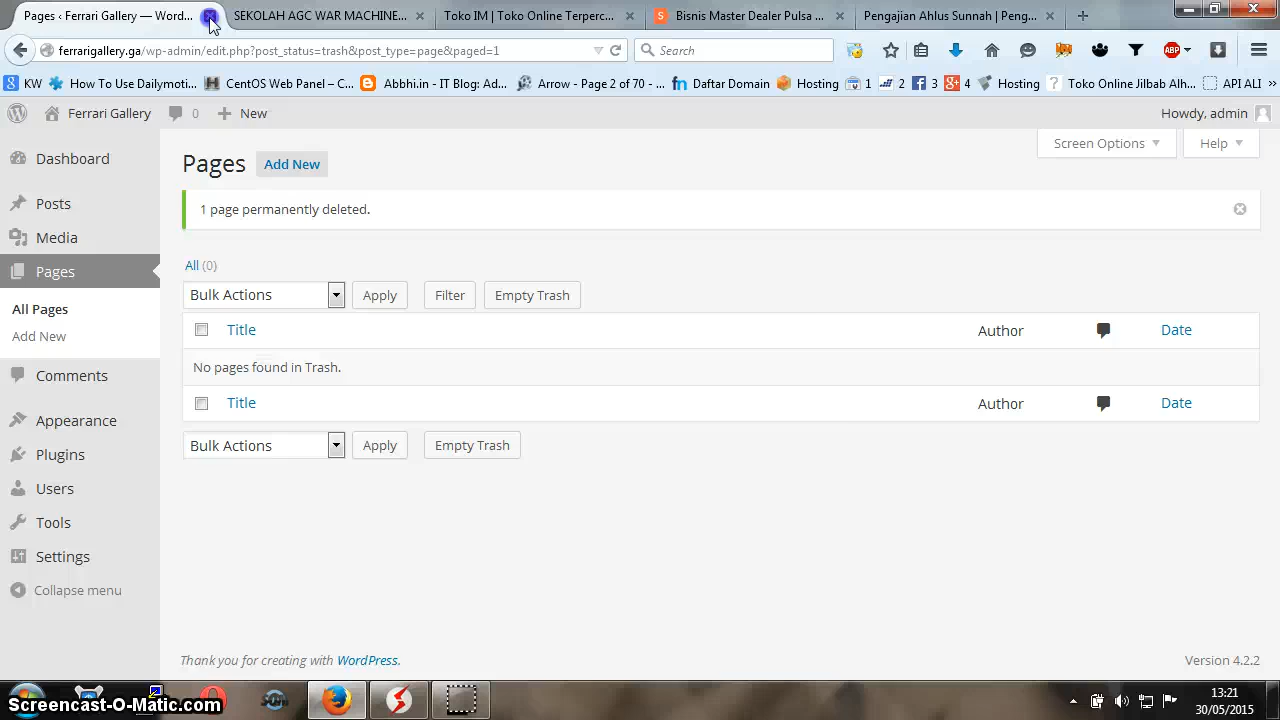 Pages ‹ Ferrari Gallery — Word...
SEKOLAH AGC WAR MACHINE...
Toko IM | Toko Online Terperc...
S Bisnis Master Dealer Pulsa ...
Pengajian Ahlus Sunnah | Peng...
ferrarigallery.ga/wp-admin/edit.php?post_status=trash&post_type=page&paged=1
Search
ABP
KW
How To Use Dailymoti...
CentOS Web Panel – C...
Abbhi.in - IT Blog: Ad...
Arrow - Page 2 of 70 -...
Daftar Domain
Hosting
1
2
3
4
Hosting
Toko Online Jilbab Alh...
API ALI
Ferrari Gallery
0
New
Howdy, admin
Dashboard
Posts
Media
Pages
All Pages
Add New
Comments
Appearance
Plugins
Users
Tools
Settings
Collapse menu
Screen Options
Help
Pages
Add New
1 page permanently deleted.
All (0)
Bulk Actions
Apply
Filter
Empty Trash
Title
Author
Date
No pages found in Trash.
Title
Author
Date
Bulk Actions
Apply
Empty Trash
Thank you for creating with WordPress.
Version 4.2.2
Screencast-O-Matic.com
13:21
30/05/2015